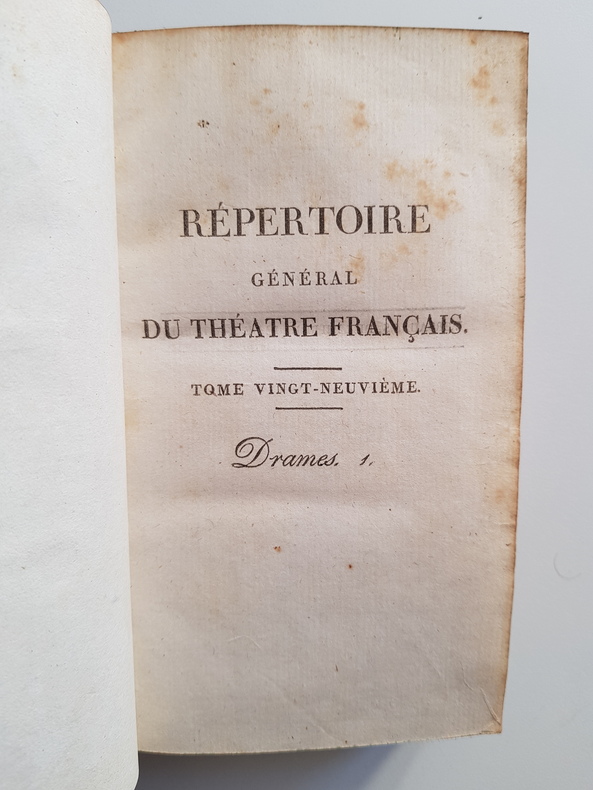 RÉPERTOIRE
GÉNÉRAL
DU THÉATRE FRANÇAIS.
TOME VINGT-NEUVIÈME.
Drames. 1.